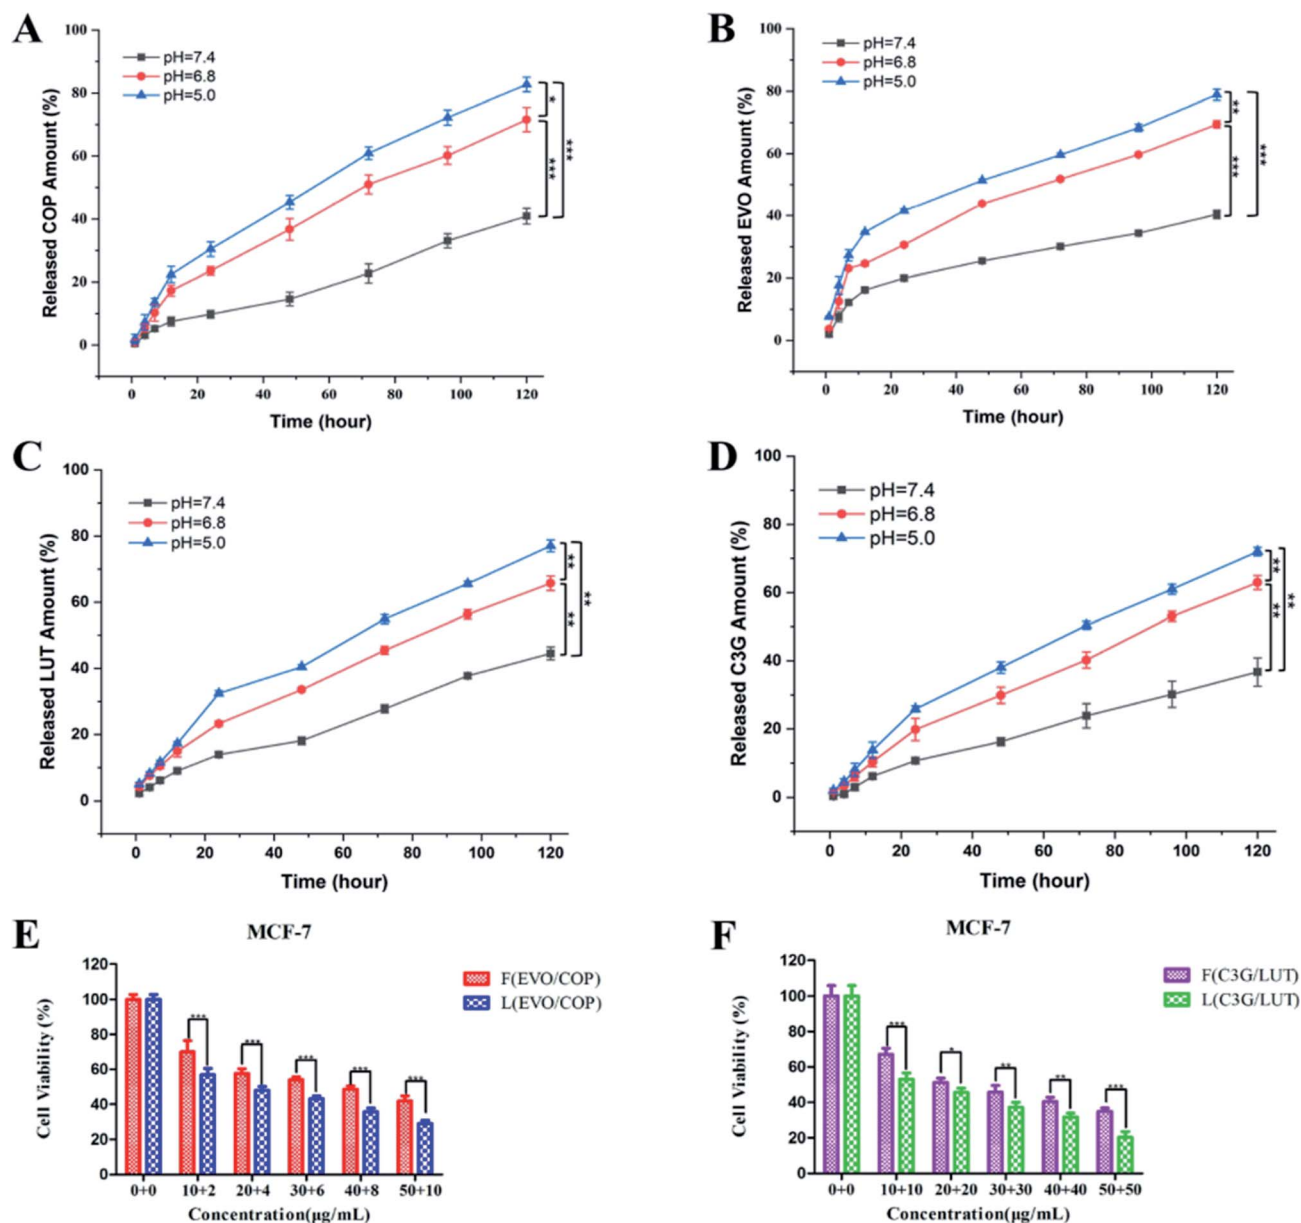 A
B
100
80
60
40
20
0
Released COP Amount (%)
pH=7.4
pH=6.8
pH=5.0
*
***
***
0 20 40 60 80 100 120
Time (hour)
100
80
60
40
20
0
Released EVO Amount (%)
pH=7.4
pH=6.8
pH=5.0
**
***
***
0 20 40 60 80 100 120
Time (hour)
C
D
100
80
60
40
20
0
Released LUT Amount (%)
pH=7.4
pH=6.8
pH=5.0
**
**
**
0 20 40 60 80 100 120
Time (hour)
100
80
60
40
20
0
Released C3G Amount (%)
pH=7.4
pH=6.8
pH=5.0
**
**
**
0 20 40 60 80 100 120
Time (hour)
E
MCF-7
120
100
80
60
40
20
0
Cell Viability (%)
F(EVO/COP)
L(EVO/COP)
*** *** *** *** ***
0+0 10+2 20+4 30+6 40+8 50+10
Concentration(μg/mL)
F
MCF-7
120
100
80
60
40
20
0
Cell Viability (%)
F(C3G/LUT)
L(C3G/LUT)
*** * ** ** ***
0+0 10+10 20+20 30+30 40+40 50+50
Concentration(μg/mL)